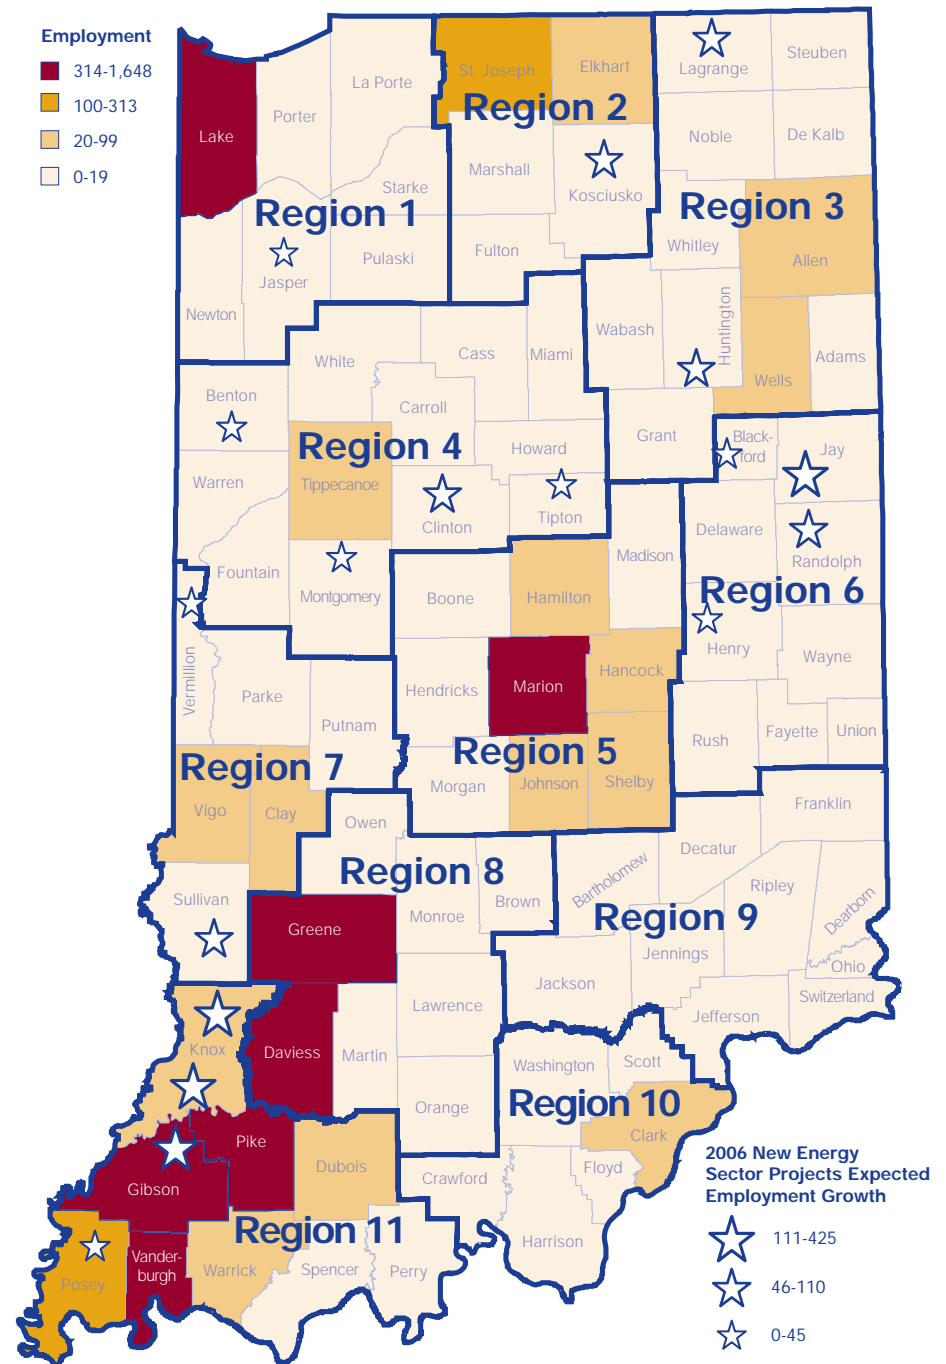 Employment
314-1,648
100-313
20-99
0-19
Lake
Porter
La Porte
Starke
Region 1
Jasper
Pulaski
Newton
St. Joseph
Elkhart
Region 2
Marshall
Kosciusko
Fulton
Lagrange
Steuben
Noble
De Kalb
Region 3
Whitley
Allen
Wabash
Huntington
Wells
Adams
Grant
White
Cass
Miami
Benton
Carroll
Region 4
Howard
Warren
Tippecanoe
Clinton
Tipton
Fountain
Montgomery
Black-
ford
Jay
Delaware
Randolph
Region 6
Henry
Wayne
Rush
Fayette
Union
Madison
Boone
Hamilton
Hendricks
Marion
Hancock
Region 5
Morgan
Johnson
Shelby
Vermillion
Parke
Putnam
Region 7
Vigo
Clay
Sullivan
Owen
Region 8
Monroe
Brown
Greene
Daviess
Martin
Lawrence
Orange
Franklin
Decatur
Bartholomew
Ripley
Dearborn
Region 9
Jennings
Ohio
Jackson
Switzerland
Jefferson
Washington
Scott
Region 10
Clark
Floyd
Crawford
Harrison
Knox
Pike
Dubois
Gibson
Region 11
Vander-
burgh
Posey
Warrick
Spencer
Perry
2006 New Energy
Sector Projects Expected
Employment Growth
111-425
46-110
0-45